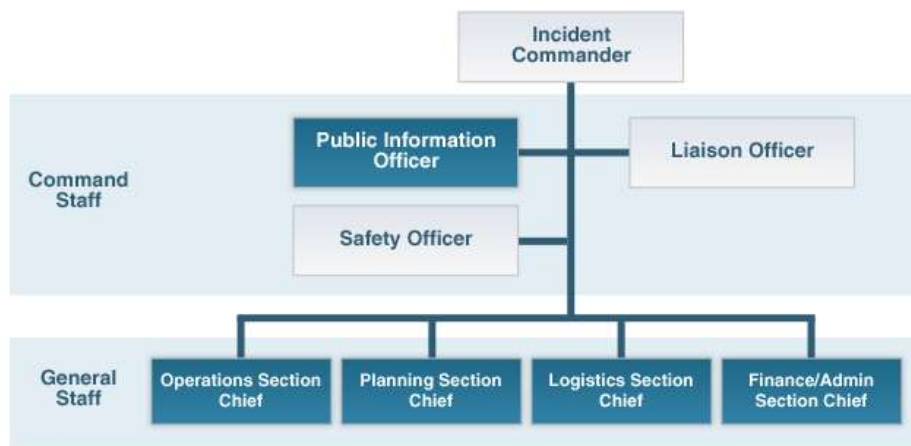 Incident
Commander
Public Information
Officer
Liaison Officer
Command
Staff
Safety Officer
General
Staff
Operations Section
Chief
Planning Section
Chief
Logistics Section
Chief
Finance/Admin
Section Chief